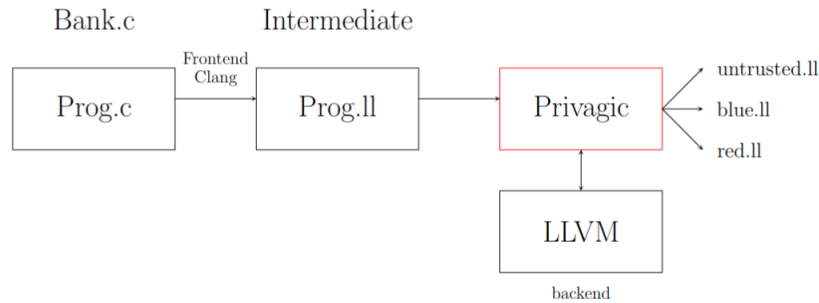 Bank.c
Intermediate
Frontend
Clang
Prog.c
Prog.ll
Privagic
untrusted.ll
blue.ll
red.ll
LLVM
backend